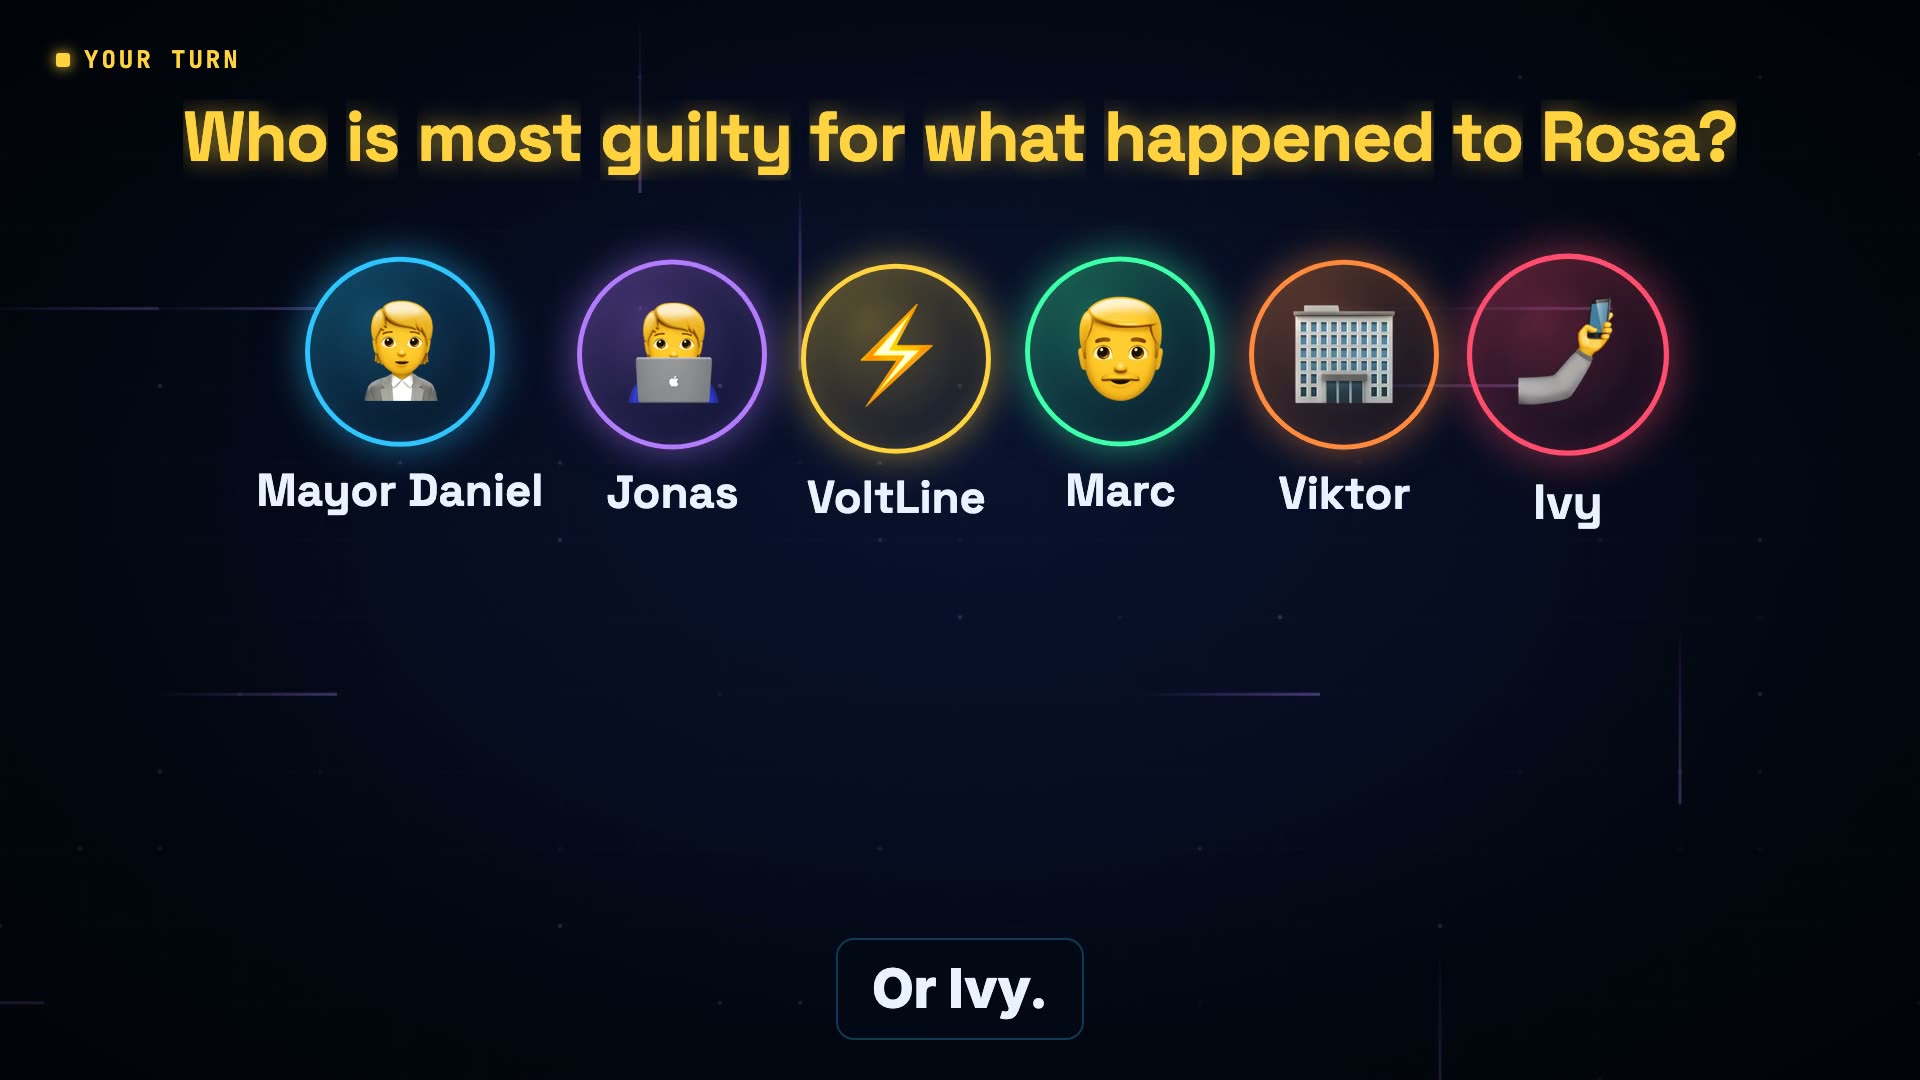 YOUR TURN
Who is most guilty for what happened to Rosa?
Mayor Daniel
Jonas
VoltLine
Marc
Viktor
Ivy
Or Ivy.